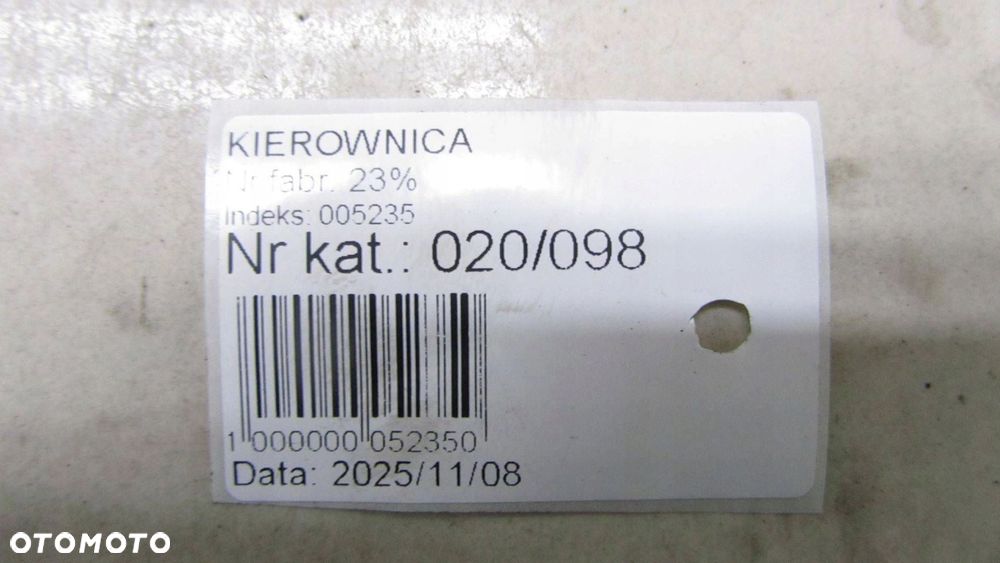 KIEROWNICA
Nr fabr. 23%
Indeks: 005235
Nr kat.: 020/098
1 000000 052350
Data: 2025/11/08
OTOMOTO